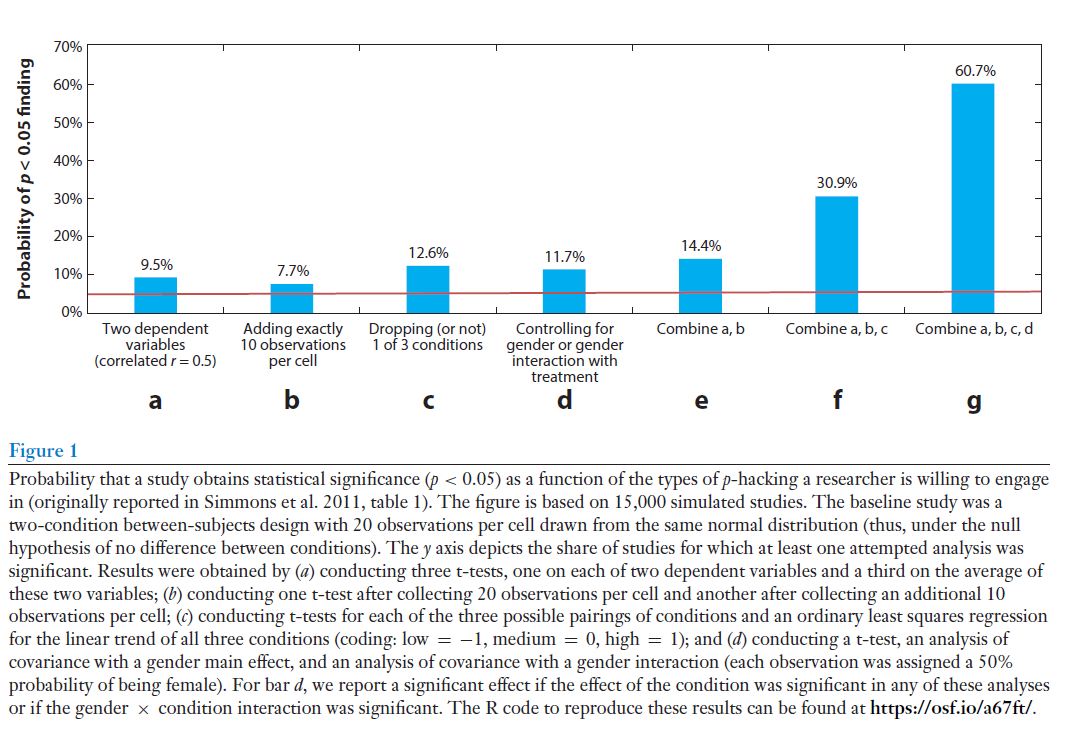 70%
60%
50%
40%
30%
20%
10%
0%
Probability of p < 0.05 finding
9.5%
7.7%
12.6%
11.7%
14.4%
30.9%
60.7%
Two dependent
variables
(correlated r = 0.5)
Adding exactly
10 observations
per cell
Dropping (or not)
1 of 3 conditions
Controlling for
gender or gender
interaction with
treatment
Combine a, b
Combine a, b, c
Combine a, b, c, d
a b c d e f g
Figure 1
Probability that a study obtains statistical significance (p < 0.05) as a function of the types of p-hacking a researcher is willing to engage
in (originally reported in Simmons et al. 2011, table 1). The figure is based on 15,000 simulated studies. The baseline study was a
two-condition between-subjects design with 20 observations per cell drawn from the same normal distribution (thus, under the null
hypothesis of no difference between conditions). The y axis depicts the share of studies for which at least one attempted analysis was
significant. Results were obtained by (a) conducting three t-tests, one on each of two dependent variables and a third on the average of
these two variables; (b) conducting one t-test after collecting 20 observations per cell and another after collecting an additional 10
observations per cell; (c) conducting t-tests for each of the three possible pairings of conditions and an ordinary least squares regression
for the linear trend of all three conditions (coding: low = −1, medium = 0, high = 1); and (d) conducting a t-test, an analysis of
covariance with a gender main effect, and an analysis of covariance with a gender interaction (each observation was assigned a 50%
probability of being female). For bar d, we report a significant effect if the effect of the condition was significant in any of these analyses
or if the gender × condition interaction was significant. The R code to reproduce these results can be found at https://osf.io/a67ft/.